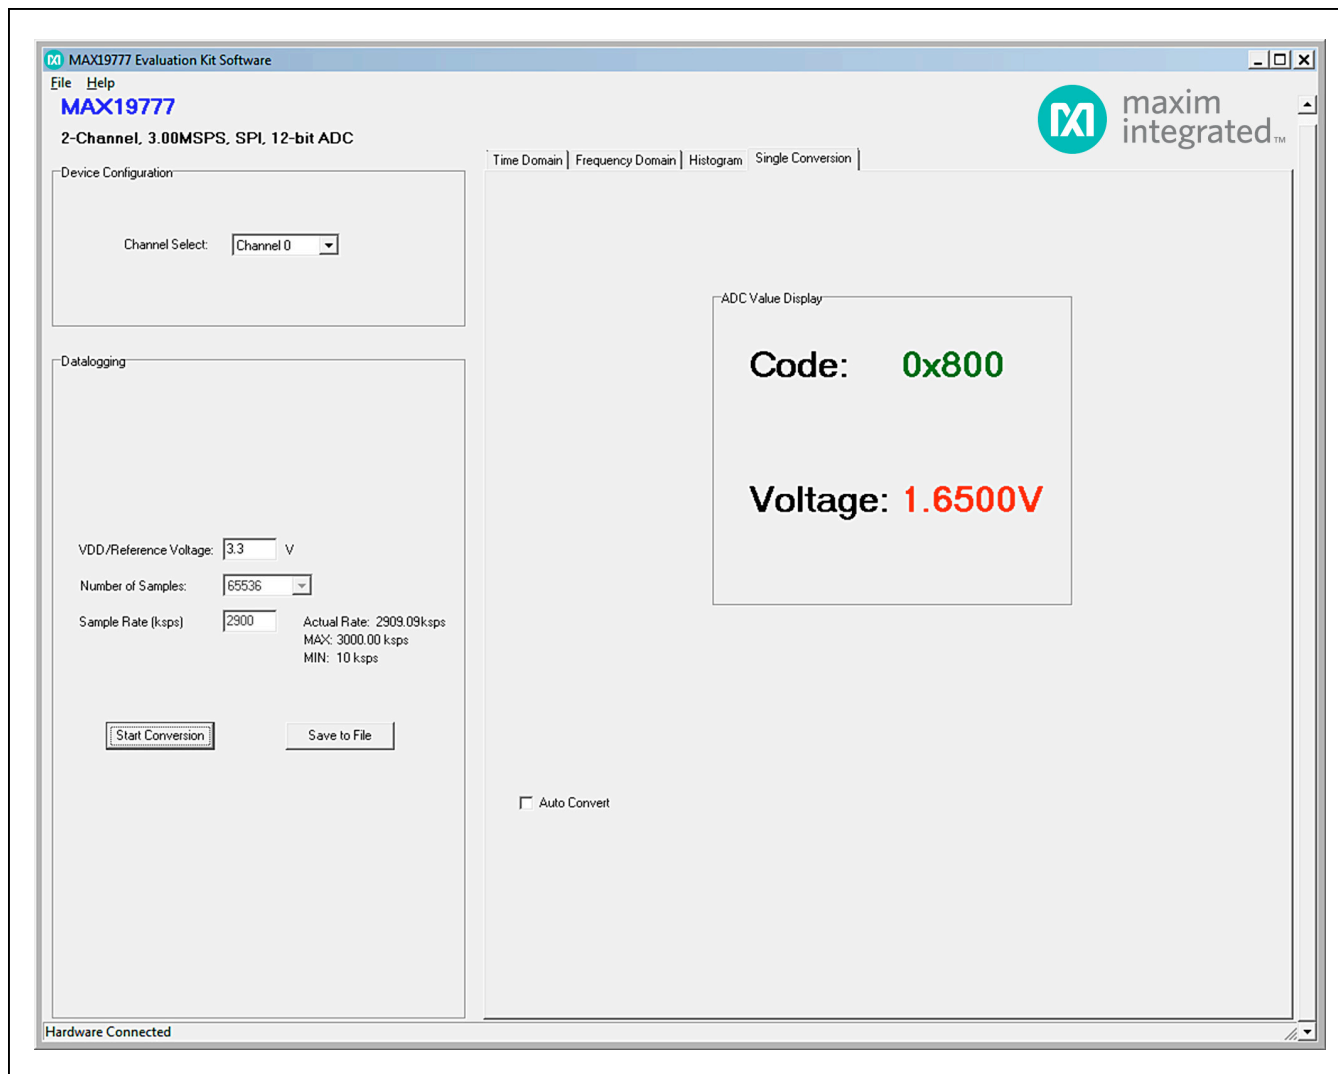 MAX19777 Evaluation Kit Software
File Help
MAX19777
2-Channel, 3.00MSPS, SPI, 12-bit ADC
maxim
integrated™
Device Configuration
Channel Select: Channel 0
Datalogging
VDD/Reference Voltage: 3.3 V
Number of Samples: 65536
Sample Rate (ksps) 2900 Actual Rate: 2909.09ksps
MAX: 3000.00 ksps
MIN: 10 ksps
Start Conversion Save to File
Time Domain Frequency Domain Histogram Single Conversion
ADC Value Display
Code: 0x800
Voltage: 1.6500V
Auto Convert
Hardware Connected